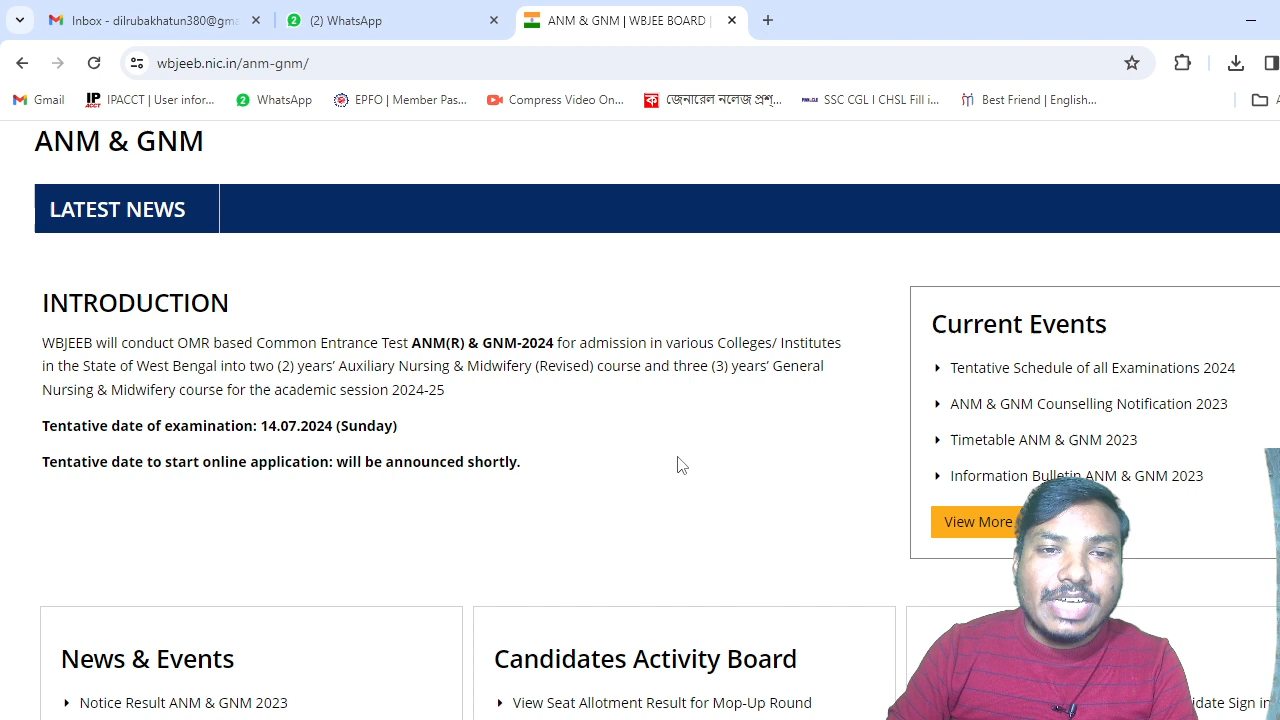 Inbox - dilrubakhatun380@gma
(2) WhatsApp
ANM & GNM | WBJEE BOARD |
wbjeeb.nic.in/anm-gnm/
Gmail
IPACCT | User infor...
WhatsApp
EPFO | Member Pas...
Compress Video On...
জেনারেল নলেজ প্রশ্...
SSC CGL I CHSL Fill i...
Best Friend | English...
ANM & GNM
LATEST NEWS
INTRODUCTION
WBJEEB will conduct OMR based Common Entrance Test ANM(R) & GNM-2024 for admission in various Colleges/ Institutes
in the State of West Bengal into two (2) years’ Auxiliary Nursing & Midwifery (Revised) course and three (3) years’ General
Nursing & Midwifery course for the academic session 2024-25
Tentative date of examination: 14.07.2024 (Sunday)
Tentative date to start online application: will be announced shortly.
Current Events
Tentative Schedule of all Examinations 2024
ANM & GNM Counselling Notification 2023
Timetable ANM & GNM 2023
Information Bulletin ANM & GNM 2023
View More
News & Events
Notice Result ANM & GNM 2023
Candidates Activity Board
View Seat Allotment Result for Mop-Up Round
Sign in